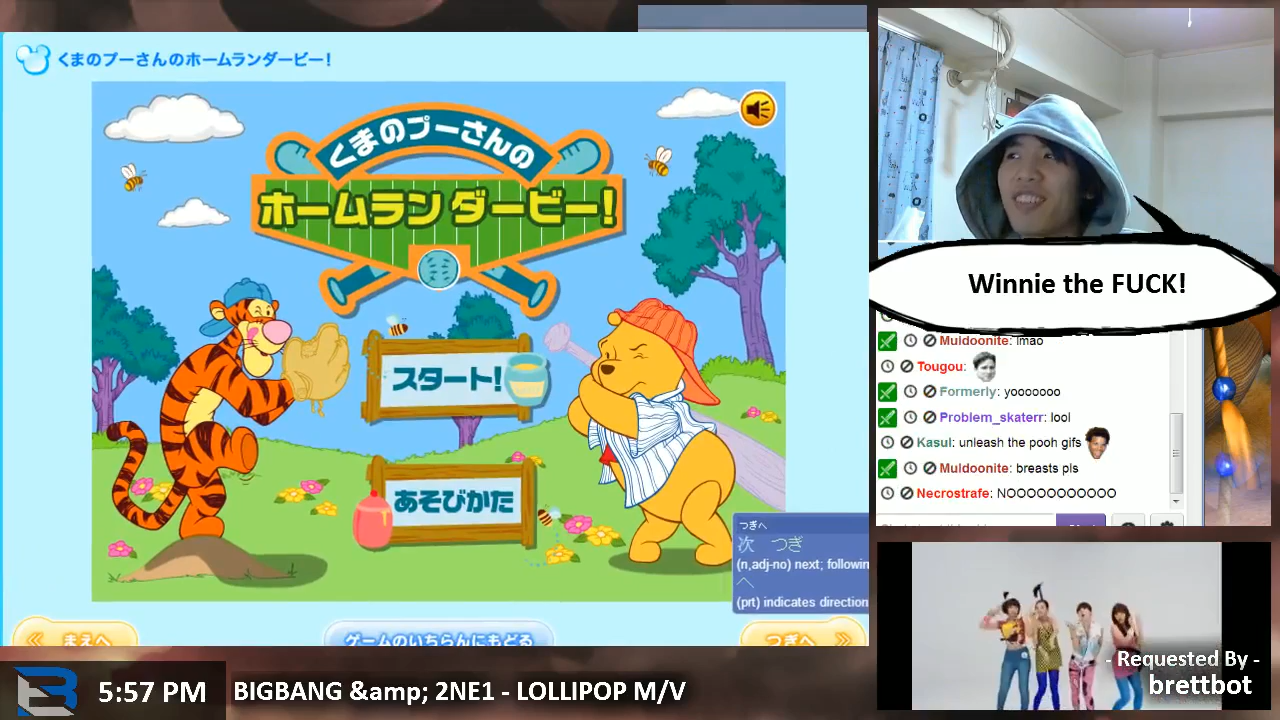 くまのプーさんのホームランダービー!
くまのプーさんの
ホームランダービー!
スタート!
あそびかた
つぎへ
次 つぎ
(n,adj-no) next; followin
へ
(prt) indicates direction
まえへ
ゲームのいちらんにもどる
つぎへ
Winnie the FUCK!
Muldoonite: lmao
Tougou:
Formerly: yooooooo
Problem_skaterr: lool
Kasul: unleash the pooh gifs
Muldoonite: breasts pls
Necrostrafe: NOOOOOOOOOOO
- Requested By -
brettbot
5:57 PM BIGBANG &amp; 2NE1 - LOLLIPOP M/V